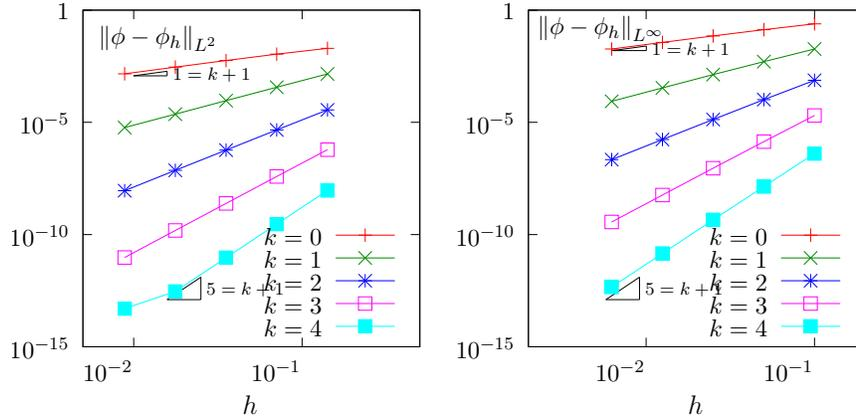 ‖ϕ − ϕₕ‖_{L²}
1 = k + 1
5 = k + 1
1
10⁻⁵
10⁻¹⁰
10⁻¹⁵
k = 0
k = 1
k = 2
k = 3
k = 4
10⁻² 10⁻¹
h
‖ϕ − ϕₕ‖_{L^∞}
1 = k + 1
5 = k + 1
1
10⁻⁵
10⁻¹⁰
10⁻¹⁵
k = 0
k = 1
k = 2
k = 3
k = 4
10⁻² 10⁻¹
h